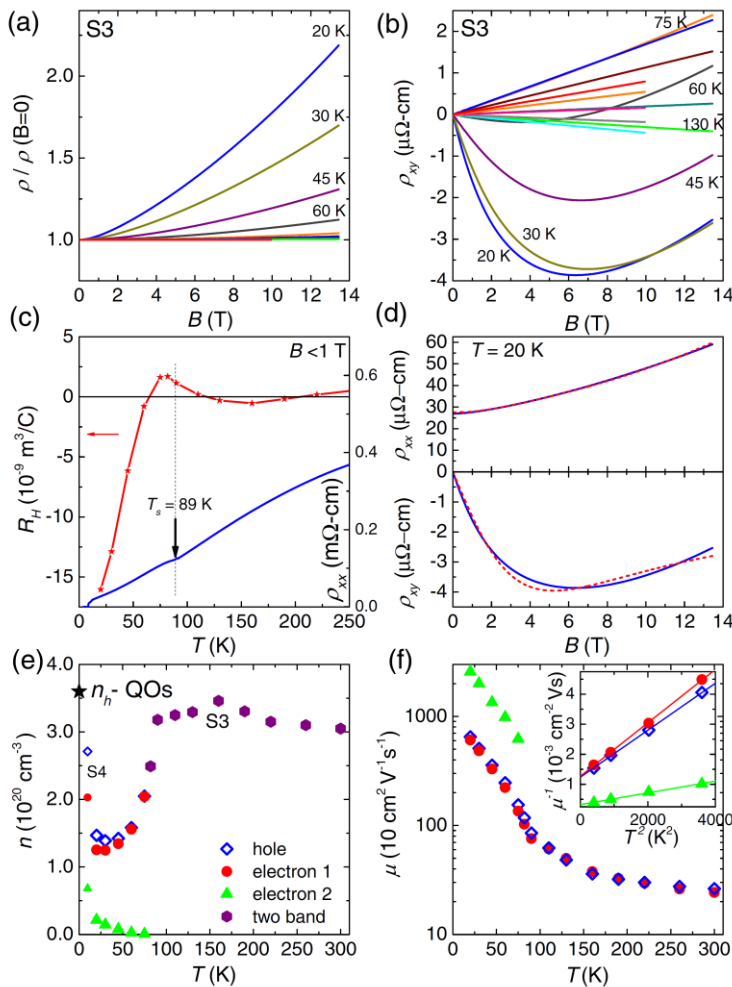 (a)
S3
20 K
30 K
45 K
60 K
2.0
1.5
1.0
ρ / ρ (B=0)
0 2 4 6 8 10 12 14
B (T)
(b)
S3
75 K
60 K
130 K
45 K
30 K
20 K
2
1
0
-1
-2
-3
-4
ρxy (μΩ-cm)
0 2 4 6 8 10 12 14
B (T)
(c)
B <1 T
5
0
-5
-10
-15
RH (10⁻⁹ m³/C)
Ts = 89 K
0.6
0.4
0.2
0.0
ρxx (mΩ-cm)
0 50 100 150 200 250
T (K)
(d)
T = 20 K
60
50
40
30
20
10
0
ρxx (μΩ–cm)
-0
-1
-2
-3
-4
ρxy (μΩ–cm)
0 2 4 6 8 10 12 14
B (T)
(e)
nh- QOs
S3
S4
4.0
3.0
2.0
1.0
0.0
n (10²⁰ cm⁻³)
hole
electron 1
electron 2
two band
0 50 100 150 200 250 300
T (K)
(f)
1000
100
10
μ (10 cm² V⁻¹s⁻¹)
4
3
2
1
0
μ⁻¹ (10⁻³ cm⁻² Vs)
0 2000 4000
T² (K²)
0 50 100 150 200 250 300
T (K)